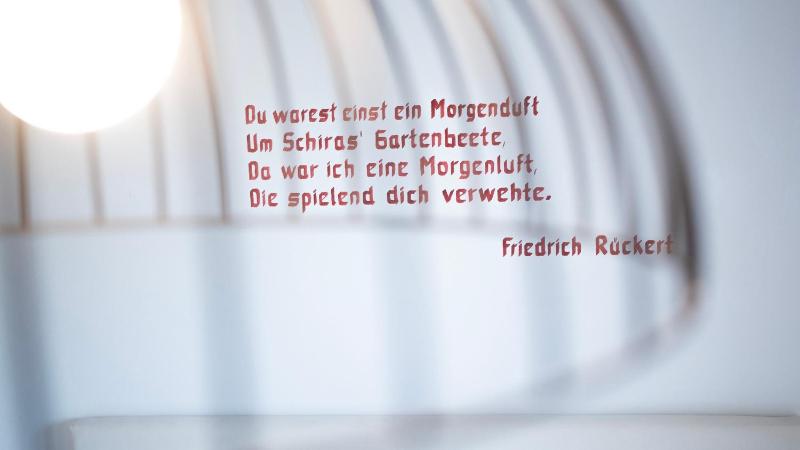 Du warest einst ein Morgenduft
Um Schiras' Gartenbeete,
Da war ich eine Morgenluft,
Die spielend dich verwehte.
Friedrich Rückert